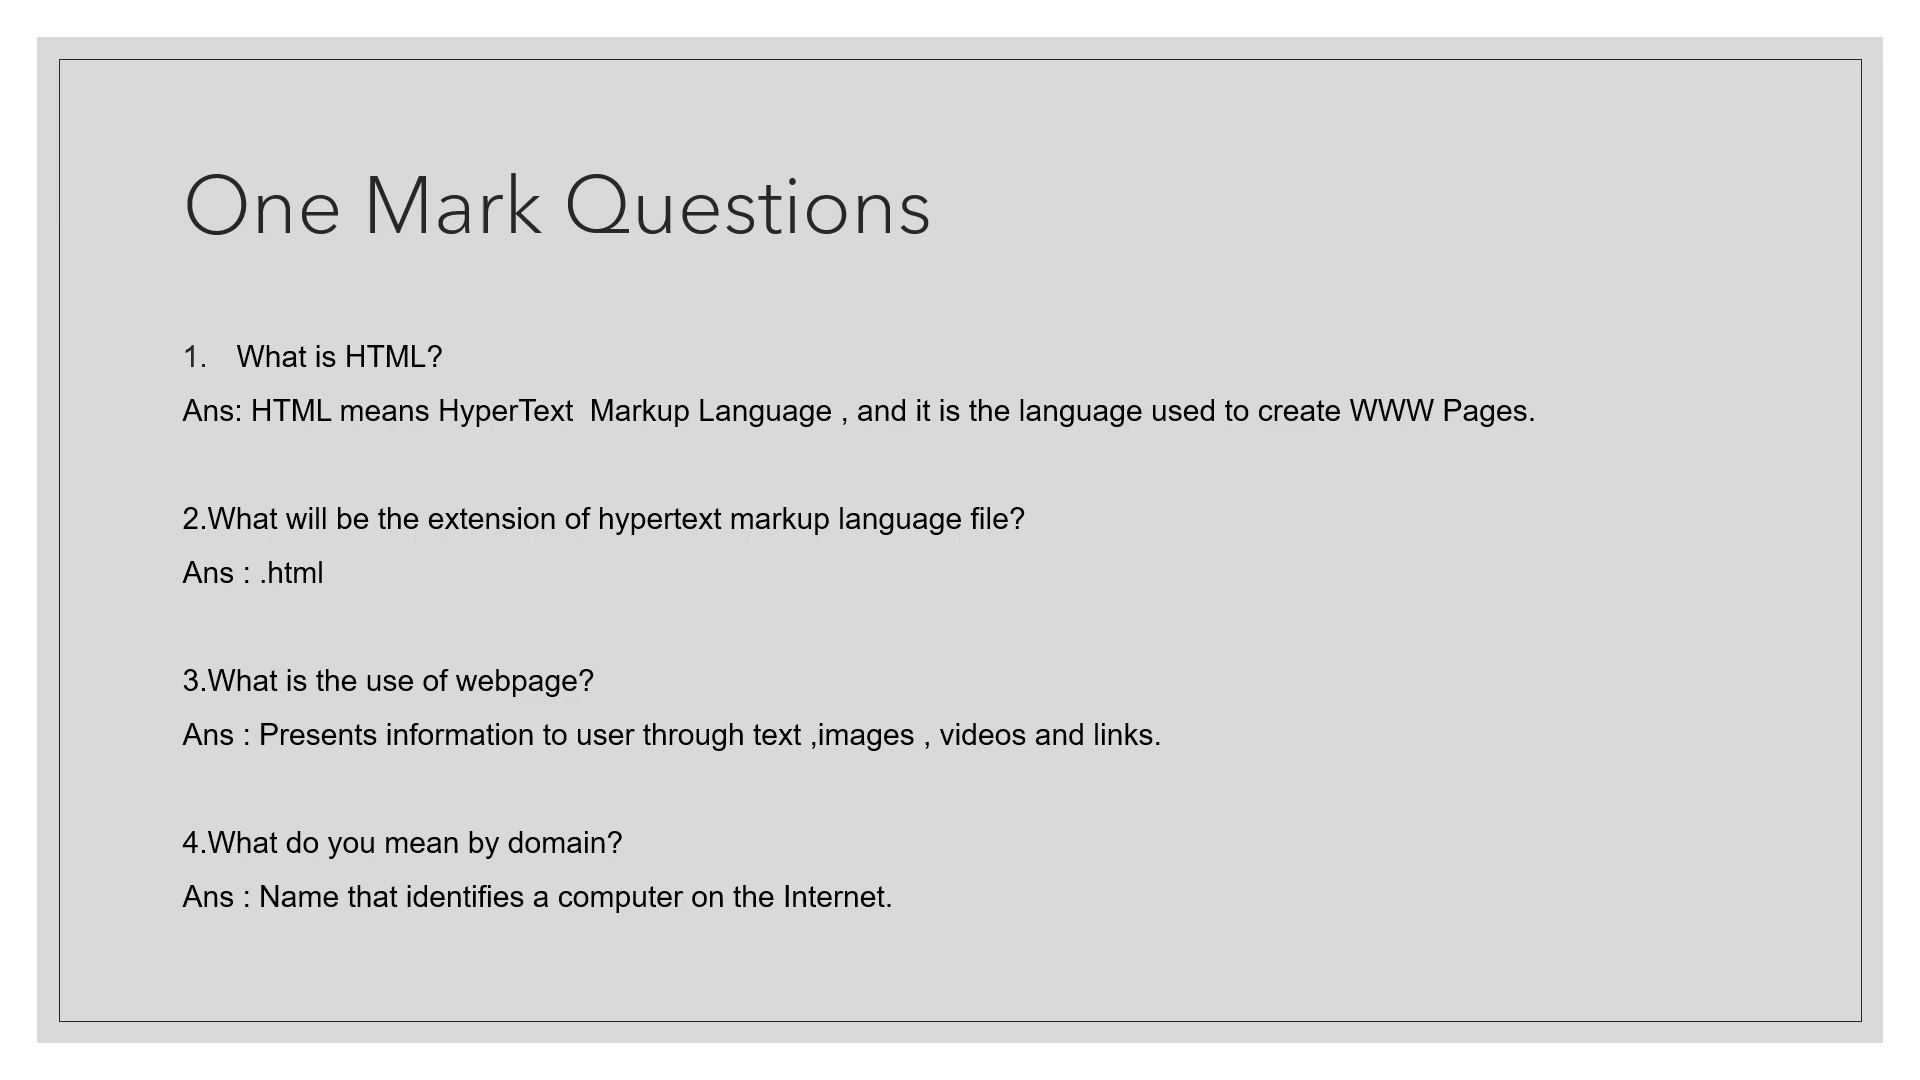 One Mark Questions
1. What is HTML?
Ans: HTML means HyperText  Markup Language , and it is the language used to create WWW Pages.
2.What will be the extension of hypertext markup language file?
Ans : .html
3.What is the use of webpage?
Ans : Presents information to user through text ,images , videos and links.
4.What do you mean by domain?
Ans : Name that identifies a computer on the Internet.